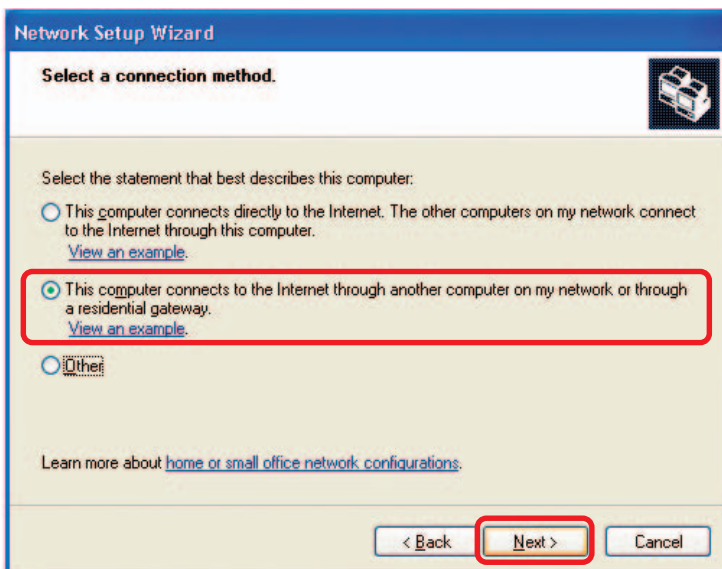 Network Setup Wizard
Select a connection method.
Select the statement that best describes this computer:
This computer connects directly to the Internet. The other computers on my network connect
to the Internet through this computer.
View an example.
This computer connects to the Internet through another computer on my network or through
a residential gateway.
View an example.
Other
Learn more about home or small office network configurations.
< Back
Next >
Cancel